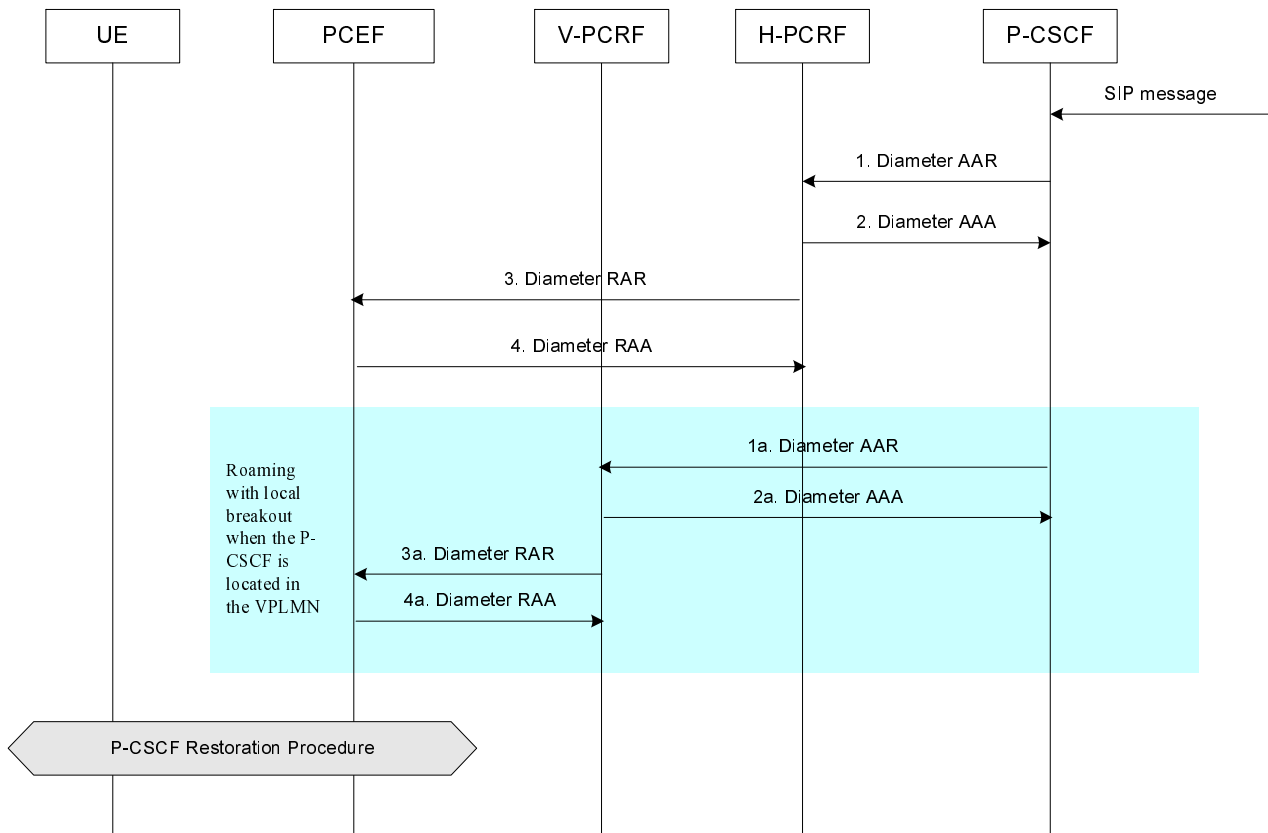 UE
PCEF
V-PCRF
H-PCRF
P-CSCF
SIP message
1. Diameter AAR
2. Diameter AAA
3. Diameter RAR
4. Diameter RAA
1a. Diameter AAR
2a. Diameter AAA
3a. Diameter RAR
4a. Diameter RAA
Roaming
with local
breakout
when the P-
CSCF is
located in
the VPLMN
P-CSCF Restoration Procedure